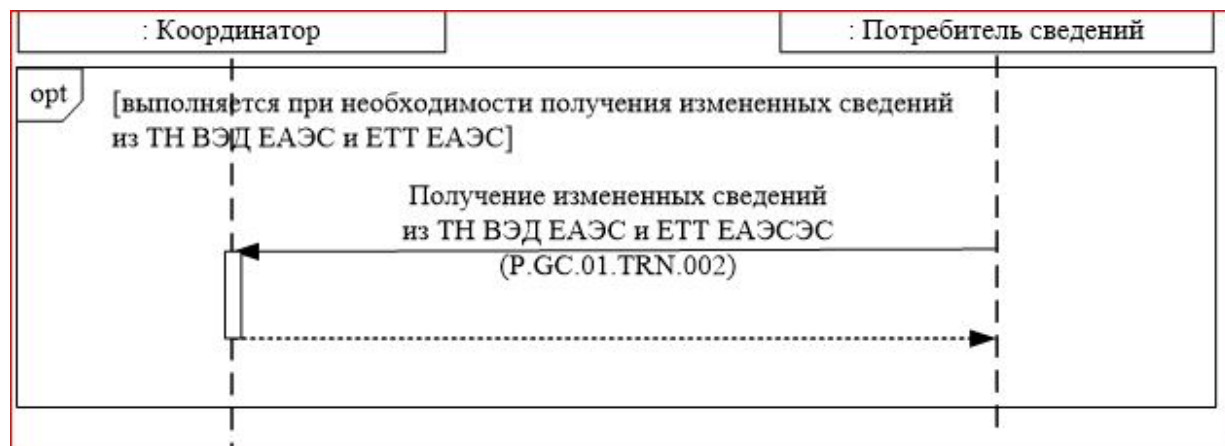 : Координатор
: Потребитель сведений
opt
[выполняется при необходимости получения измененных сведений
из ТН ВЭД ЕАЭС и ЕТТ ЕАЭС]
Получение измененных сведений
из ТН ВЭД ЕАЭС и ЕТТ ЕАЭСЭС
(P.GC.01.TRN.002)